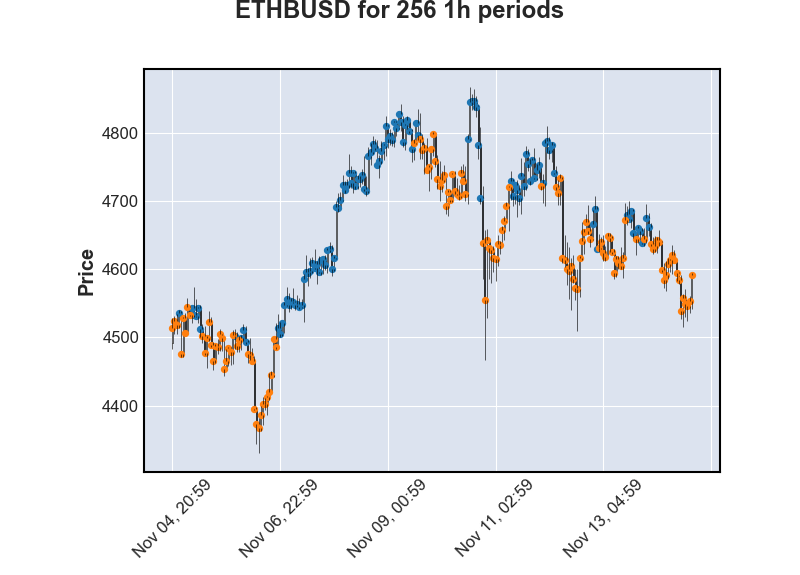 ETHBUSD for 256 1h periods
Price
4800
4700
4600
4500
4400
Nov 04, 20:59
Nov 06, 22:59
Nov 09, 00:59
Nov 11, 02:59
Nov 13, 04:59